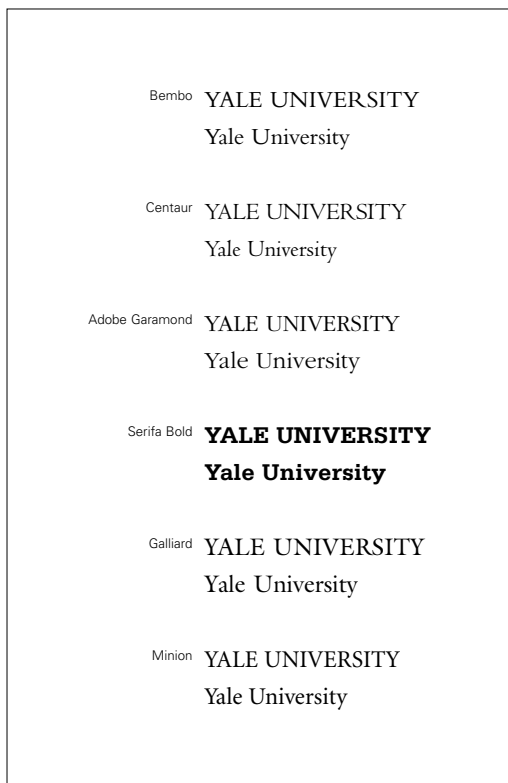 Bembo YALE UNIVERSITY
Yale University
Centaur YALE UNIVERSITY
Yale University
Adobe Garamond YALE UNIVERSITY
Yale University
Serifa Bold YALE UNIVERSITY
Yale University
Galliard YALE UNIVERSITY
Yale University
Minion YALE UNIVERSITY
Yale University